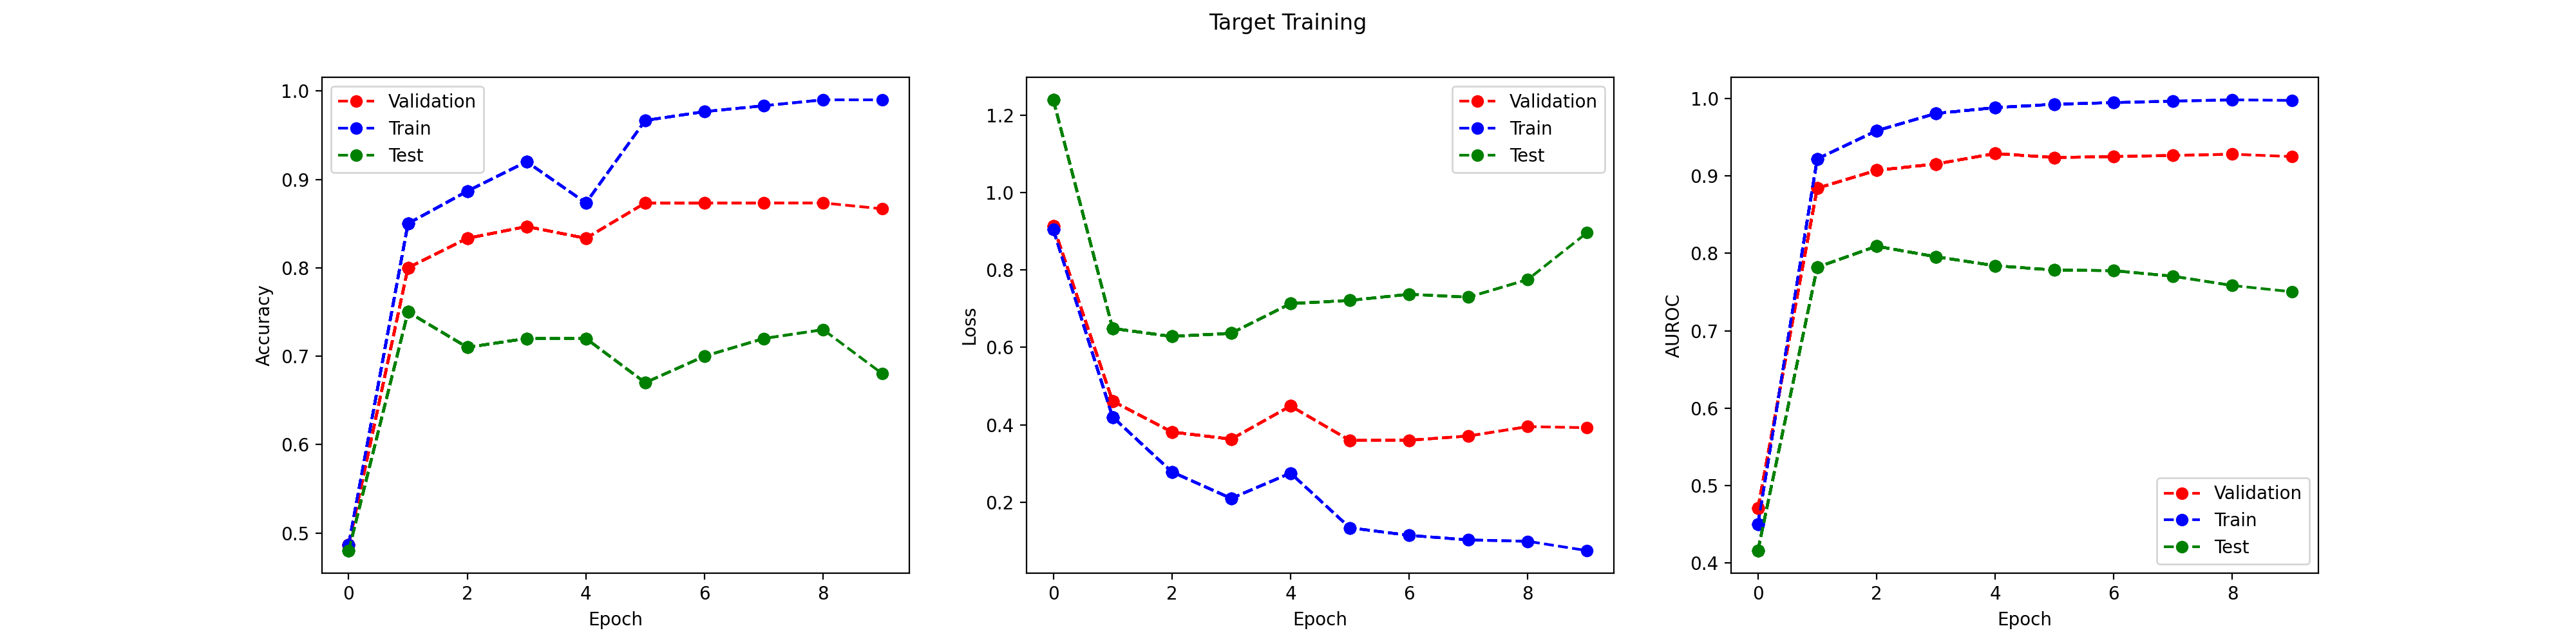 Target Training
Accuracy
1.0
0.9
0.8
0.7
0.6
0.5
Validation
Train
Test
0 2 4 6 8
Epoch
Loss
1.2
1.0
0.8
0.6
0.4
0.2
Validation
Train
Test
0 2 4 6 8
Epoch
AUROC
1.0
0.9
0.8
0.7
0.6
0.5
0.4
Validation
Train
Test
0 2 4 6 8
Epoch